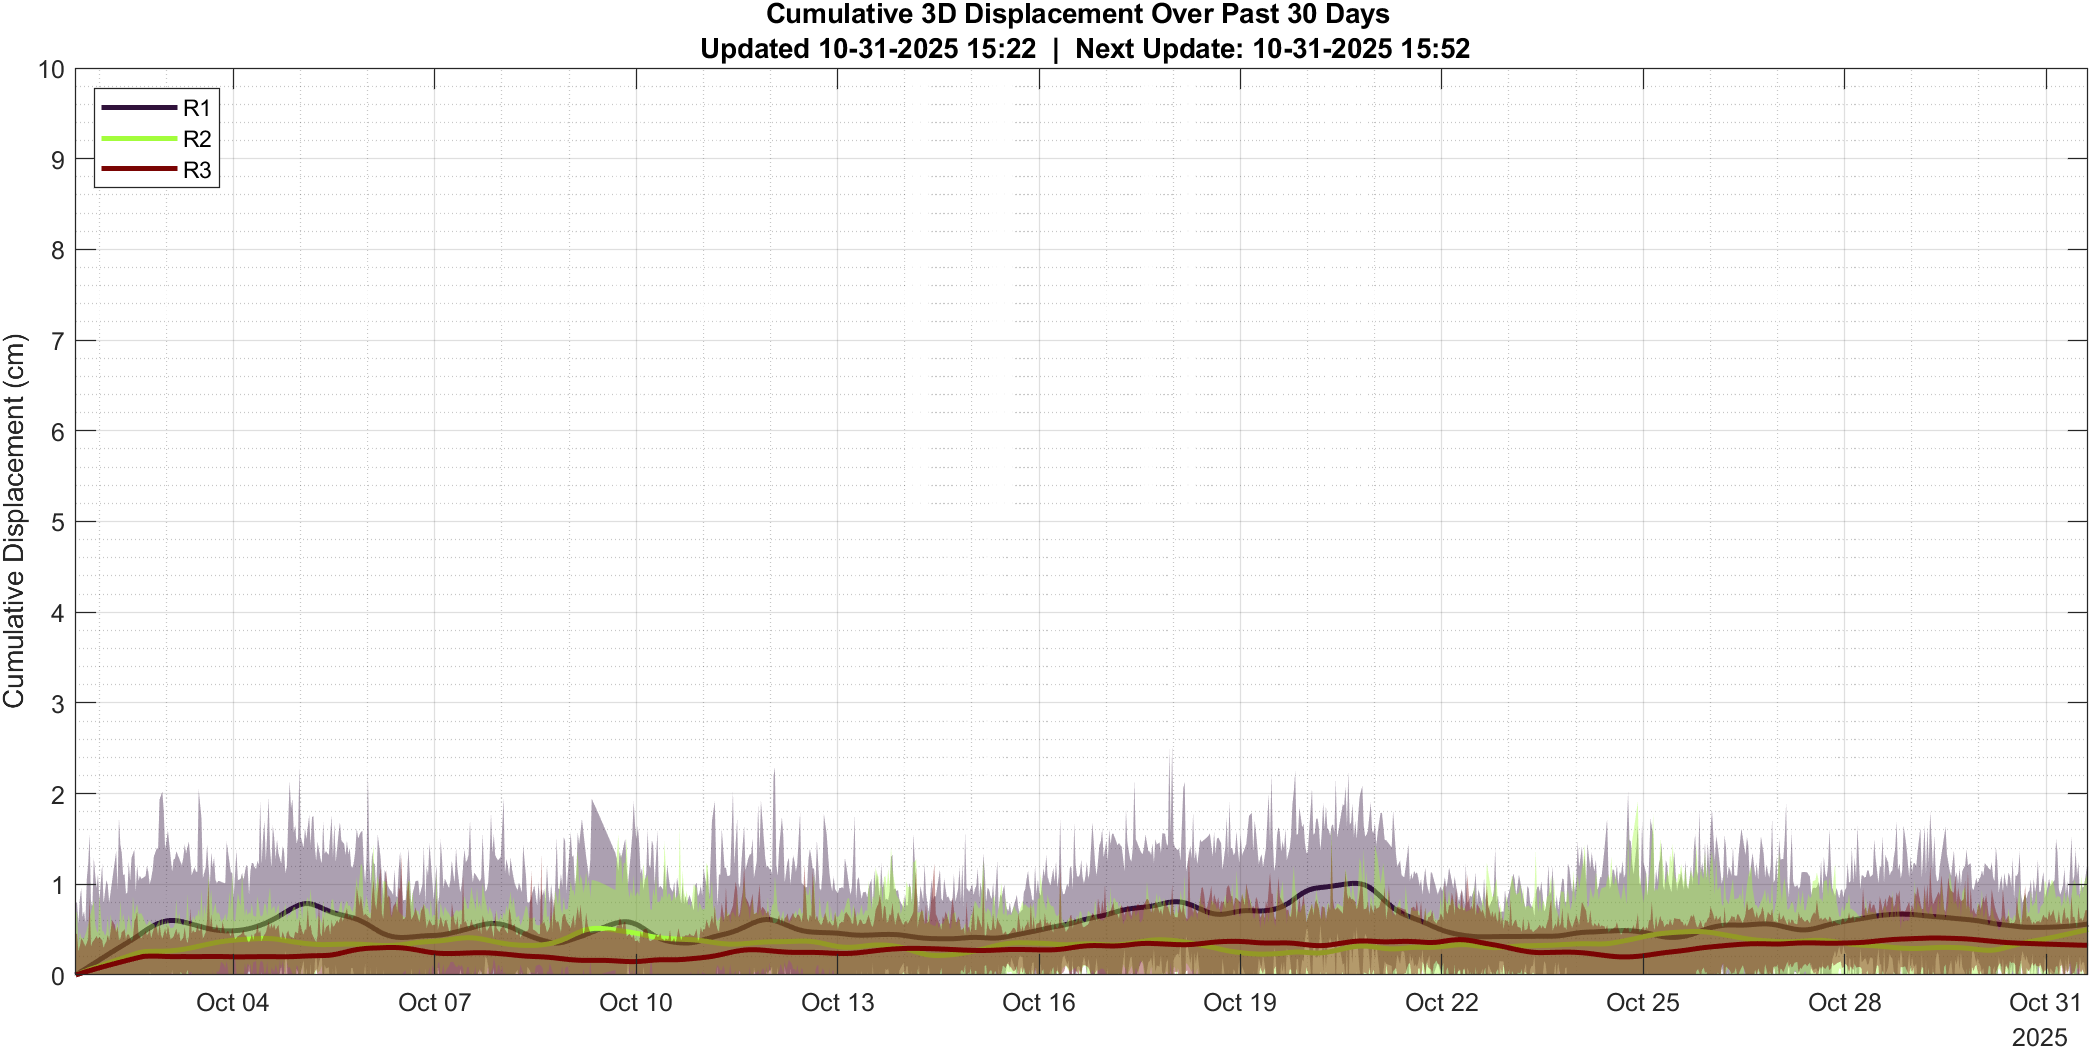 Cumulative 3D Displacement Over Past 30 Days
Updated 10-31-2025 15:22 | Next Update: 10-31-2025 15:52
R1
R2
R3
Cumulative Displacement (cm)
10
9
8
7
6
5
4
3
2
1
0
Oct 04 Oct 07 Oct 10 Oct 13 Oct 16 Oct 19 Oct 22 Oct 25 Oct 28 Oct 31
2025